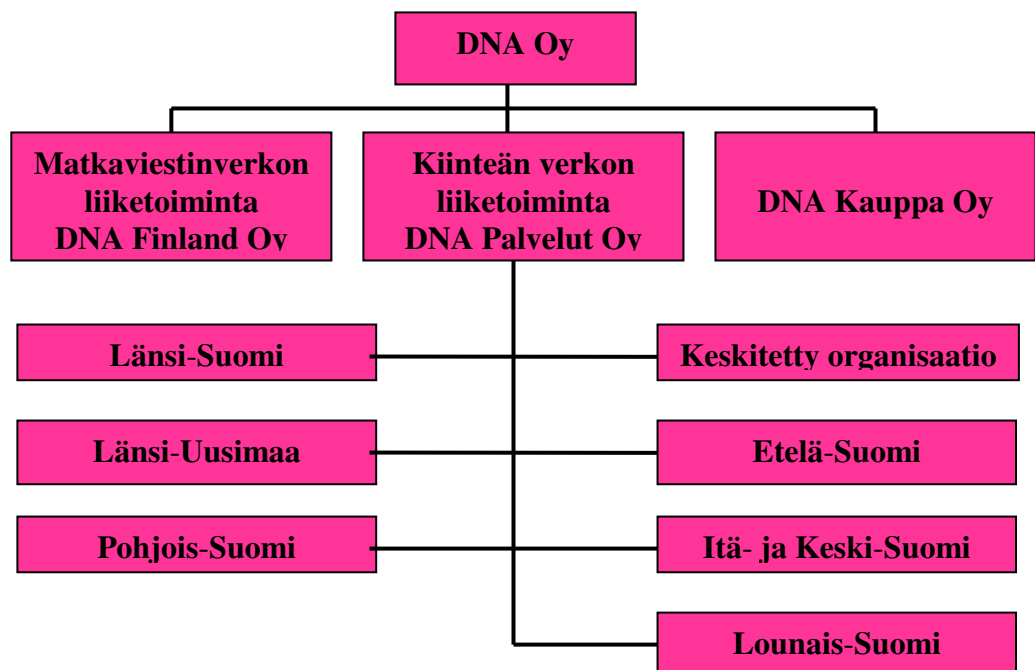 DNA Oy
Matkaviestinverkon
liiketoiminta
DNA Finland Oy
Kiinteän verkon
liiketoiminta
DNA Palvelut Oy
DNA Kauppa Oy
Länsi-Suomi
Keskitetty organisaatio
Länsi-Uusimaa
Etelä-Suomi
Pohjois-Suomi
Itä- ja Keski-Suomi
Lounais-Suomi